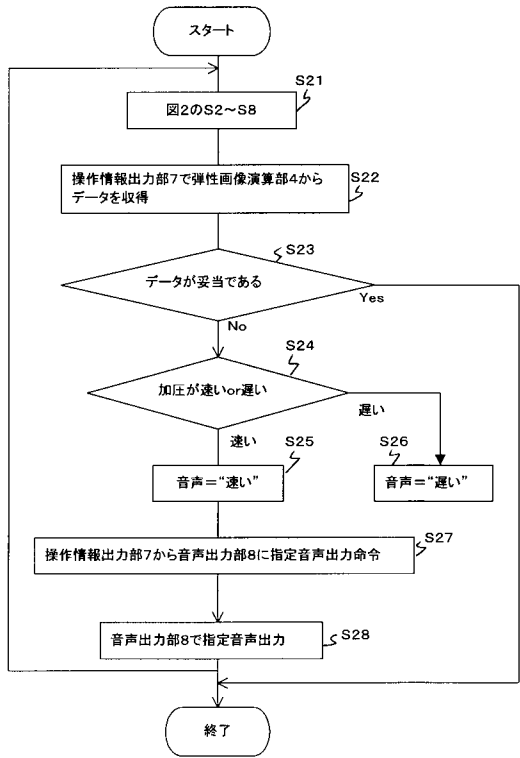 スタート
S21
図2のS2~S8
操作情報出力部7で弾性画像演算部4から
データを収得
S22
S23
データが妥当である
Yes
No
S24
加圧が速いor遅い
遅い
速い
S25
音声=“速い”
S26
音声=“遅い”
S27
操作情報出力部7から音声出力部8に指定音声出力命令
S28
音声出力部8で指定音声出力
終了